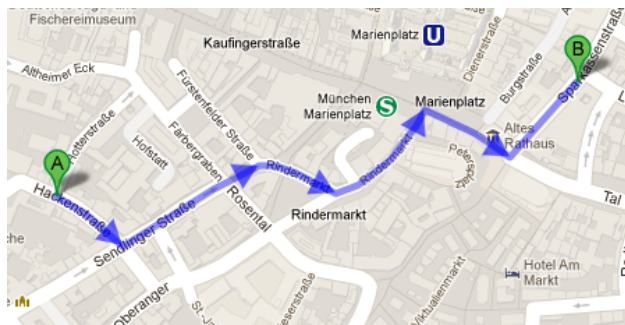 Fischereimuseum
Kaufingerstraße
Marienplatz
U
Dienerstraße
Burgstraße
B
Sparkassenstraße
Altheimer Eck
Fürstenfelder Straße
München
Marienplatz
S
Marienplatz
Altes
Rathaus
A
Hotterstraße
Hofstatt
Färbergraben
Rindermarkt
Rindermarkt
Petersplatz
Hackenstraße
Sendlinger Straße
Rosental
Rindermarkt
Tal
Oberanger
Viktualienmarkt
Hotel Am
Markt